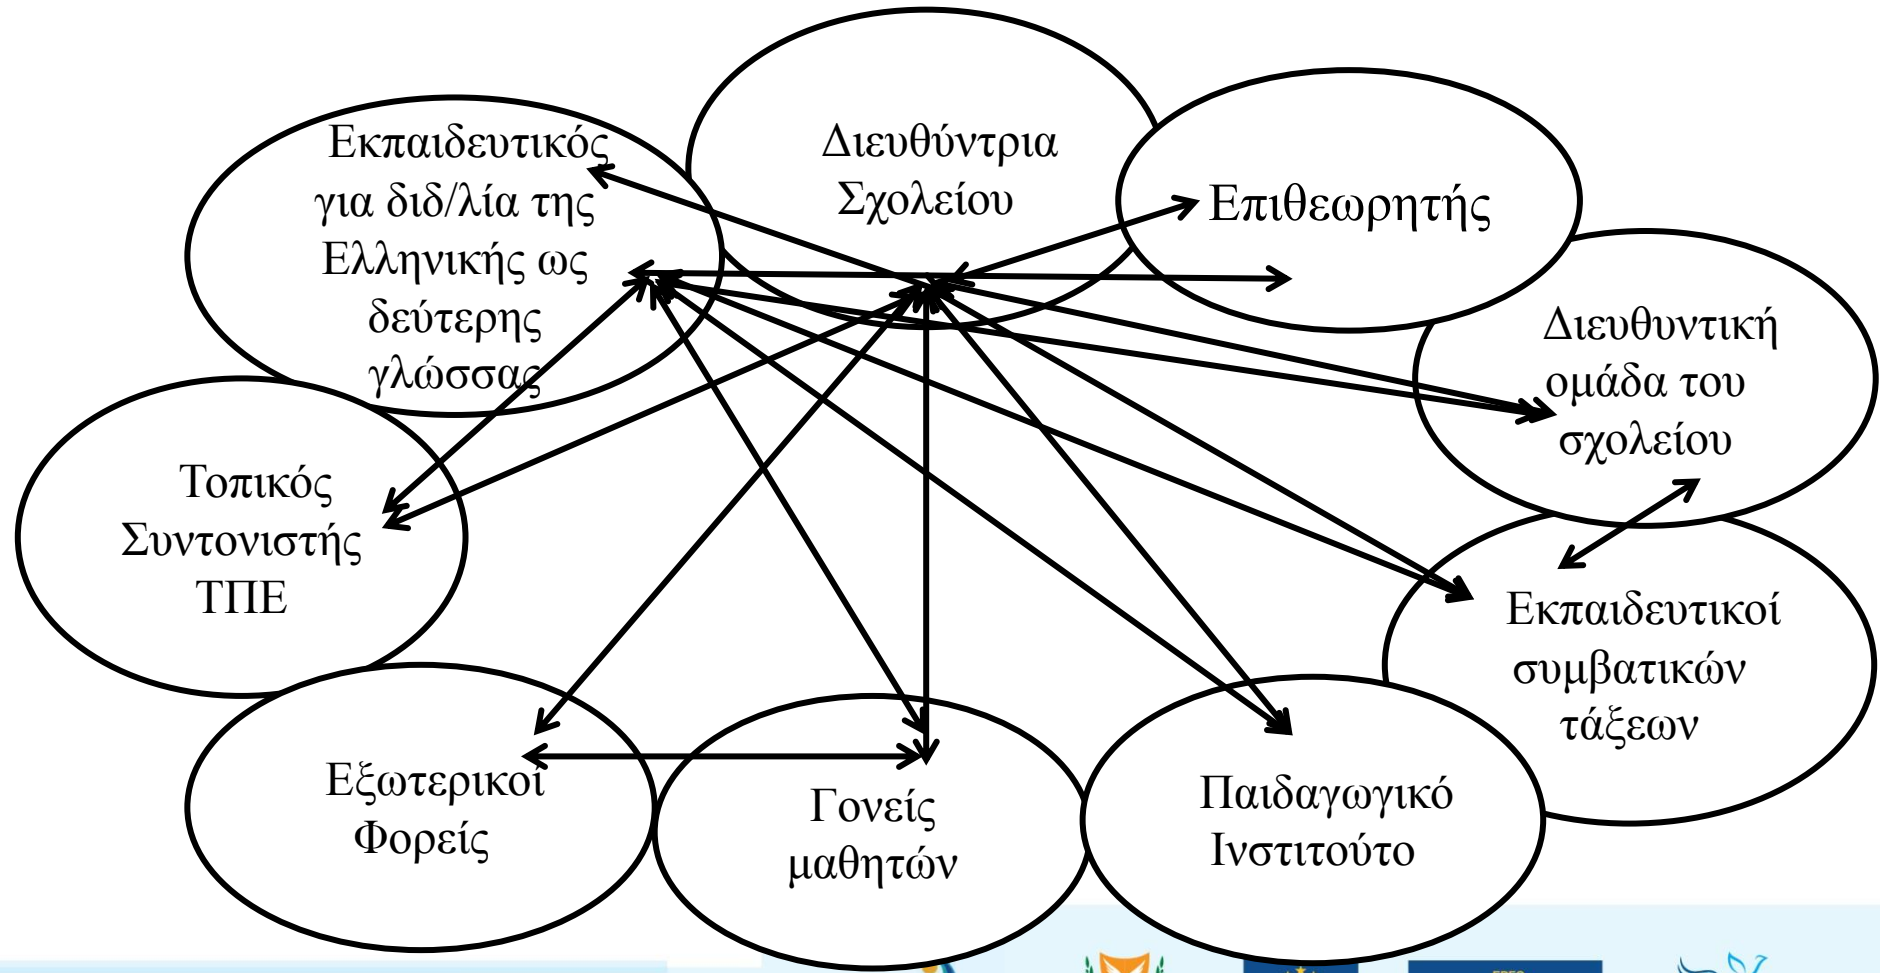 Εκπαιδευτικός
για διδ/λία της
Ελληνικής ως
δεύτερης
γλώσσας
Διευθύντρια
Σχολείου
Επιθεωρητής
Διευθυντική
ομάδα του
σχολείου
Τοπικός
Συντονιστής
ΤΠΕ
Εκπαιδευτικοί
συμβατικών
τάξεων
Εξωτερικοί
Φορείς
Γονείς
μαθητών
Παιδαγωγικό
Ινστιτούτο